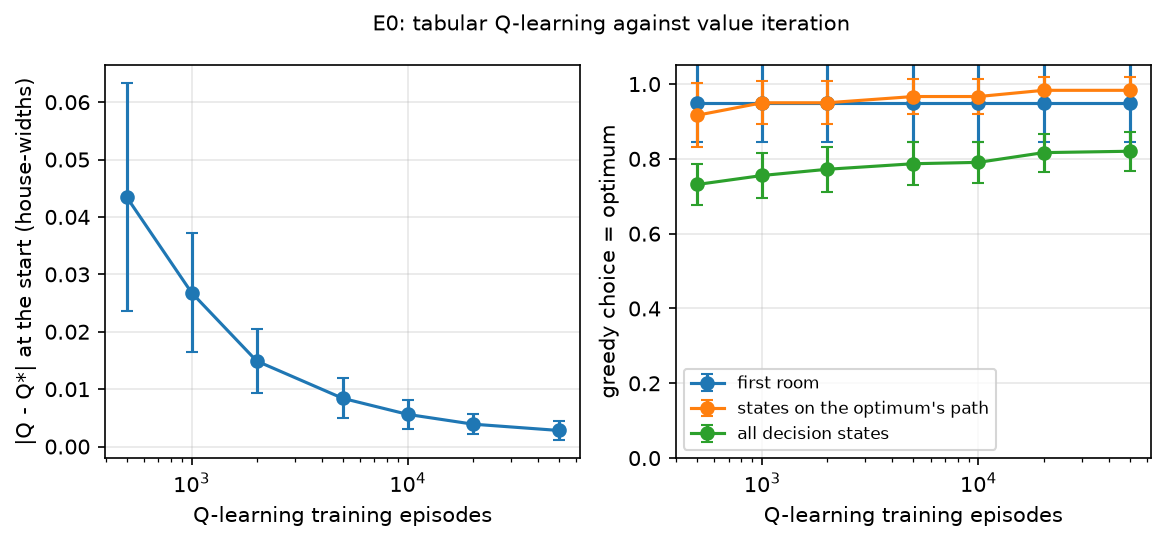 E0: tabular Q-learning against value iteration
|Q - Q*| at the start (house-widths)
0.06
0.05
0.04
0.03
0.02
0.01
0.00
10³
10⁴
Q-learning training episodes
greedy choice = optimum
1.0
0.8
0.6
0.4
0.2
0.0
first room
states on the optimum's path
all decision states
10³
10⁴
Q-learning training episodes